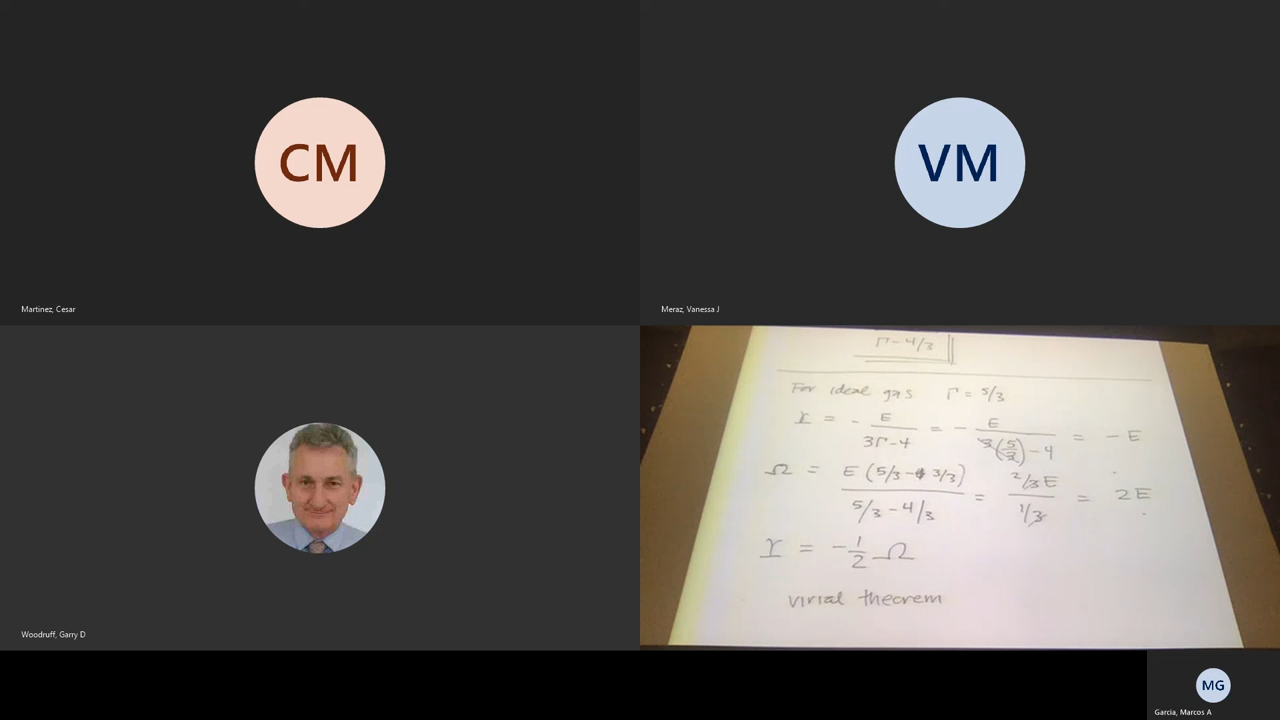 CM
Martinez, Cesar
VM
Meraz, Vanessa J
Woodruff, Garry D
Γ - 4/3
For ideal gas Γ = 5/3
= - E / 3Γ-4 = - E / 3(5/3) - 4 = - E
Ω = E (5/3 - 3/3) / 5/3 - 4/3 = 2/3 E / 1/3 = 2E
= - 1/2 Ω
virial theorem
MG
Garcia, Marcos A